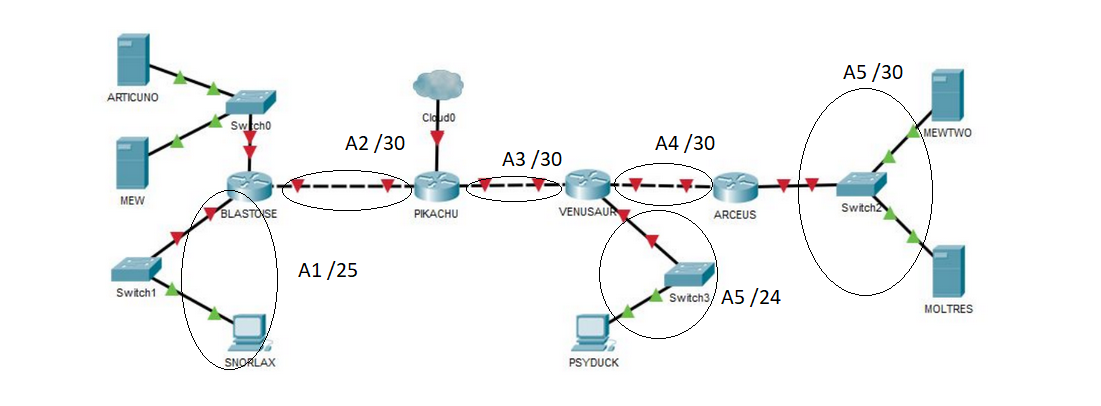 A5 /30
ARTICUNO
Switch0
Cloud0
MEWTWO
A2 /30
A3 /30
A4 /30
MEW
BLASTOISE
PIKACHU
VENUSAUR
ARCEUS
Switch2
A1 /25
Switch1
Switch3
A5 /24
MOLTRES
SNORLAX
PSYDUCK